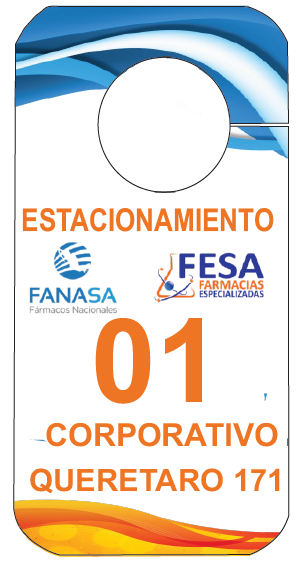 ESTACIONAMIENTO
FANASA
Fármacos Nacionales
FESA
FARMACIAS
ESPECIALIZADAS
01
CORPORATIVO
QUERETARO 171